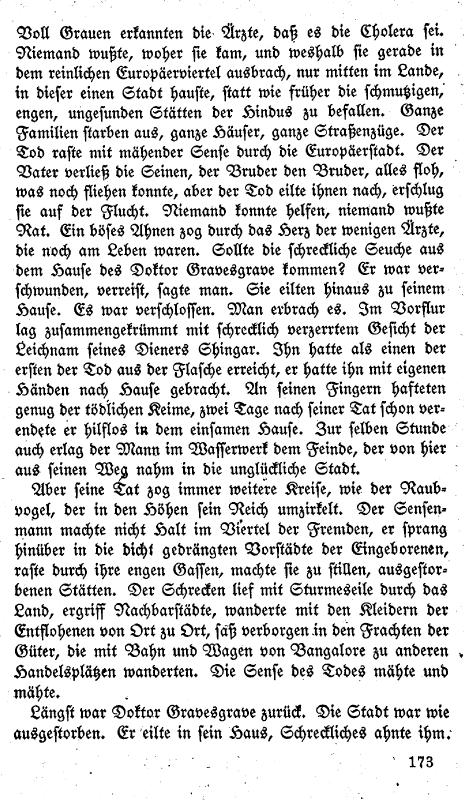 Voll Grauen erkannten die Ärzte, daß es die Cholera sei.
Niemand wußte, woher sie kam, und weshalb sie gerade in
dem reinlichen Europäerviertel ausbrach, nur mitten im Lande,
in dieser einen Stadt hauste, statt wie früher die schmutzigen,
engen, ungesunden Stätten der Hindus zu befallen. Ganze
Familien starben aus, ganze Häuser, ganze Straßenzüge. Der
Tod raste mit mähender Sense durch die Europäerstadt. Der
Vater verließ die Seinen, der Bruder den Bruder, alles floh,
was noch fliehen konnte, aber der Tod eilte ihnen nach, erschlug
sie auf der Flucht. Niemand konnte helfen, niemand wußte
Rat. Ein böses Ahnen zog durch das Herz der wenigen Ärzte,
die noch am Leben waren. Sollte die schreckliche Seuche aus
dem Hause des Doktor Gravesgrave kommen? Er war ver-
schwunden, verreist, sagte man. Sie eilten hinaus zu seinem
Hause. Es war verschlossen. Man erbrach es. Im Vorflur
lag zusammengekrümmt mit schrecklich verzerrtem Gesicht der
Leichnam seines Dieners Shingar. Ihn hatte als einen der
ersten der Tod aus der Flasche erreicht, er hatte ihn mit eigenen
Händen nach Hause gebracht. An seinen Fingern hafteten
genug der tödlichen Keime, zwei Tage nach seiner Tat schon ver-
endete er hilflos in dem einsamen Hause. Zur selben Stunde
auch erlag der Mann im Wasserwerk dem Feinde, der von hier
aus seinen Weg nahm in die unglückliche Stadt.
Aber seine Tat zog immer weitere Kreise, wie der Raub-
vogel, der in den Höhen sein Reich umzirkelt. Der Sensen-
mann machte nicht Halt im Viertel der Fremden, er sprang
hinüber in die dicht gedrängten Vorstädte der Eingeborenen,
raste durch ihre engen Gassen, machte sie zu stillen, ausgestor-
benen Stätten. Der Schrecken lief mit Sturmeseile durch das
Land, ergriff Nachbarstädte, wanderte mit den Kleidern der
Entflohenen von Ort zu Ort, saß verborgen in den Frachten der
Güter, die mit Bahn und Wagen von Bangalore zu anderen
Handelsplätzen wanderten. Die Sense des Todes mähte und
mähte.
Längst war Doktor Gravesgrave zurück. Die Stadt war wie
ausgestorben. Er eilte in sein Haus, Schreckliches ahnte ihm.
173